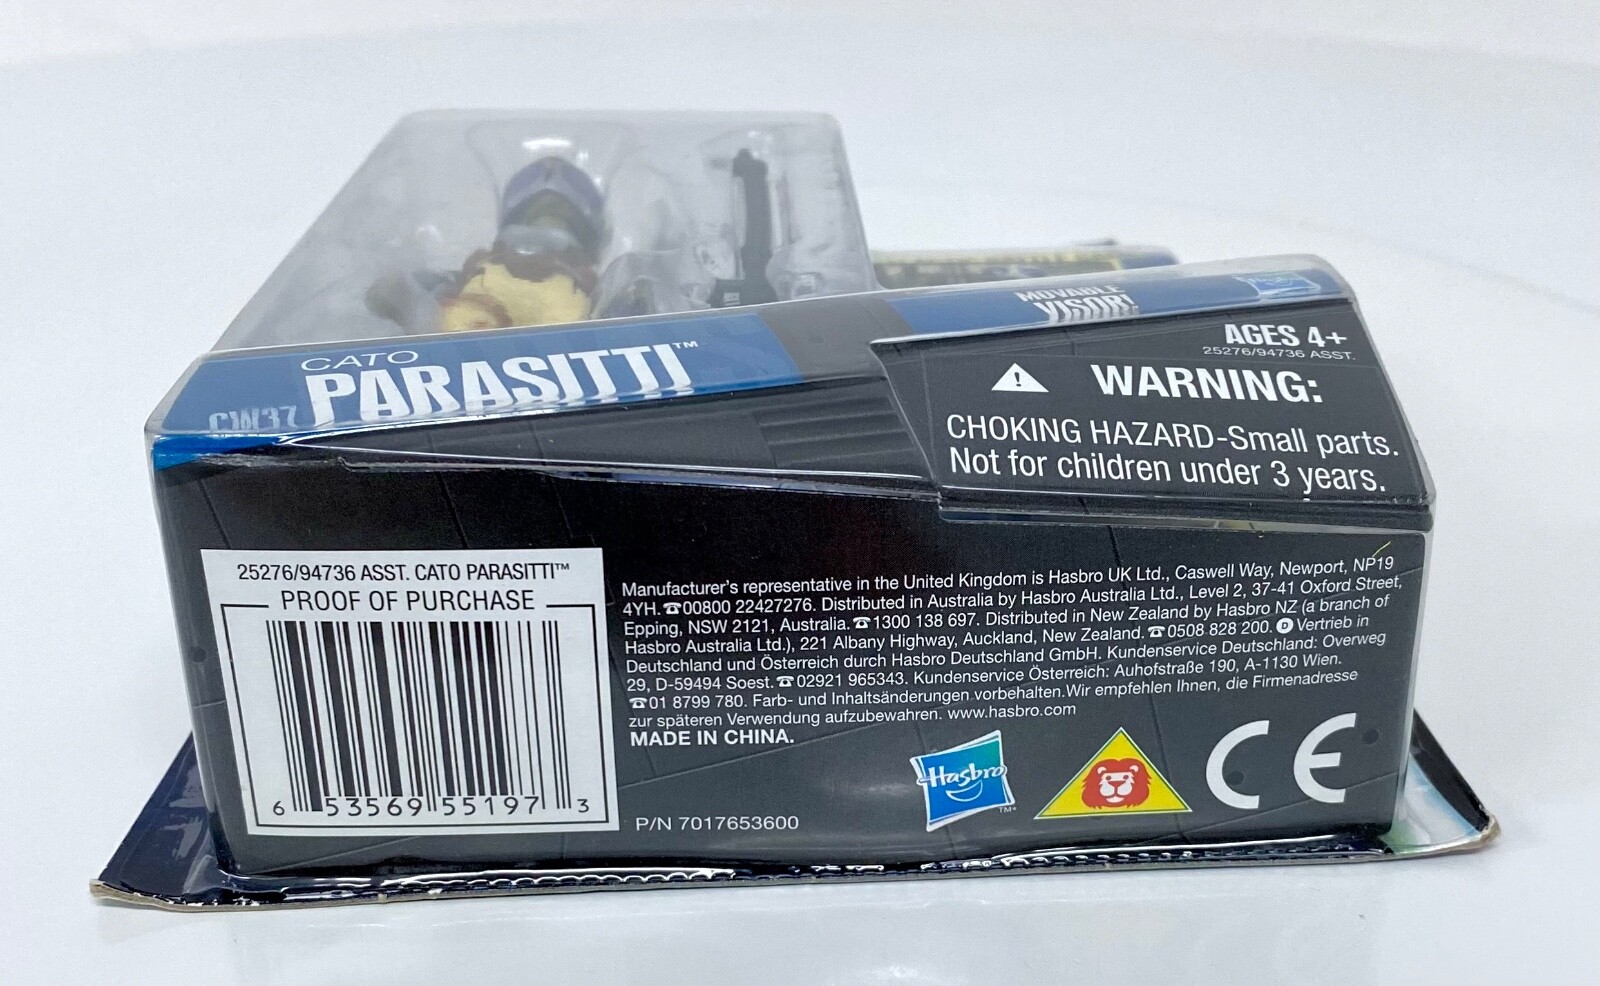 MOVABLE
VISOR!
CATO
PARASITTI™
CW37
AGES 4+
25276/94736 ASST.
WARNING:
CHOKING HAZARD-Small parts.
Not for children under 3 years.
25276/94736 ASST. CATO PARASITTI™
PROOF OF PURCHASE
6 53569 55197 3
Manufacturer's representative in the United Kingdom is Hasbro UK Ltd., Caswell Way, Newport, NP19
4YH. ☎00800 22427276. Distributed in Australia by Hasbro Australia Ltd., Level 2, 37-41 Oxford Street,
Epping, NSW 2121, Australia. ☎1300 138 697. Distributed in New Zealand by Hasbro NZ (a branch of
Hasbro Australia Ltd.), 221 Albany Highway, Auckland, New Zealand. ☎0508 828 200. D Vertrieb in
Deutschland und Österreich durch Hasbro Deutschland GmbH. Kundenservice Deutschland: Overweg
29, D-59494 Soest. ☎02921 965343. Kundenservice Österreich: Auhofstraße 190, A-1130 Wien.
☎01 8799 780. Farb- und Inhaltsänderungen vorbehalten.Wir empfehlen Ihnen, die Firmenadresse
zur späteren Verwendung aufzubewahren. www.hasbro.com
MADE IN CHINA.
Hasbro
TM*
CE
P/N 7017653600